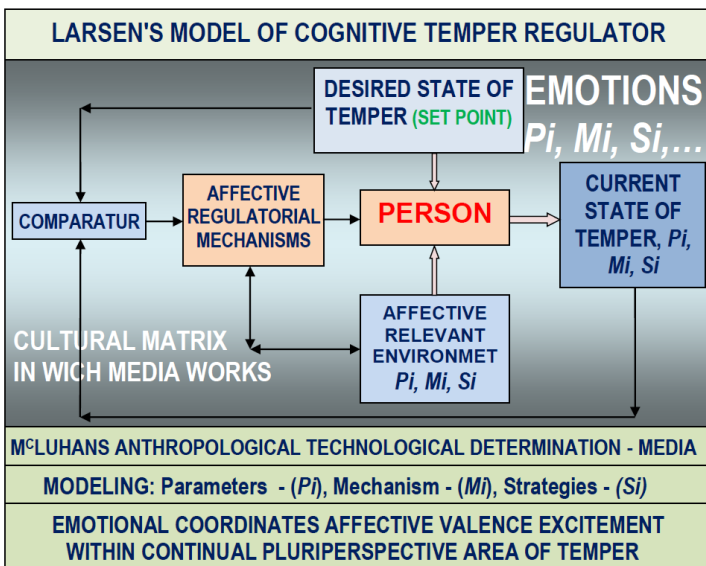 LARSEN'S MODEL OF COGNITIVE TEMPER REGULATOR
DESIRED STATE OF
TEMPER (SET POINT)
EMOTIONS
Pi, Mi, Si,...
COMPARATUR
AFFECTIVE
REGULATORIAL
MECHANISMS
PERSON
CURRENT
STATE OF
TEMPER, Pi,
Mi, Si
AFFECTIVE
RELEVANT
ENVIRONMET
Pi, Mi, Si
CULTURAL MATRIX
IN WICH MEDIA WORKS
MCLUHANS ANTHROPOLOGICAL TECHNOLOGICAL DETERMINATION - MEDIA
MODELING: Parameters - (Pi), Mechanism - (Mi), Strategies - (Si)
EMOTIONAL COORDINATES AFFECTIVE VALENCE EXCITEMENT
WITHIN CONTINUAL PLURIPERSPECTIVE AREA OF TEMPER